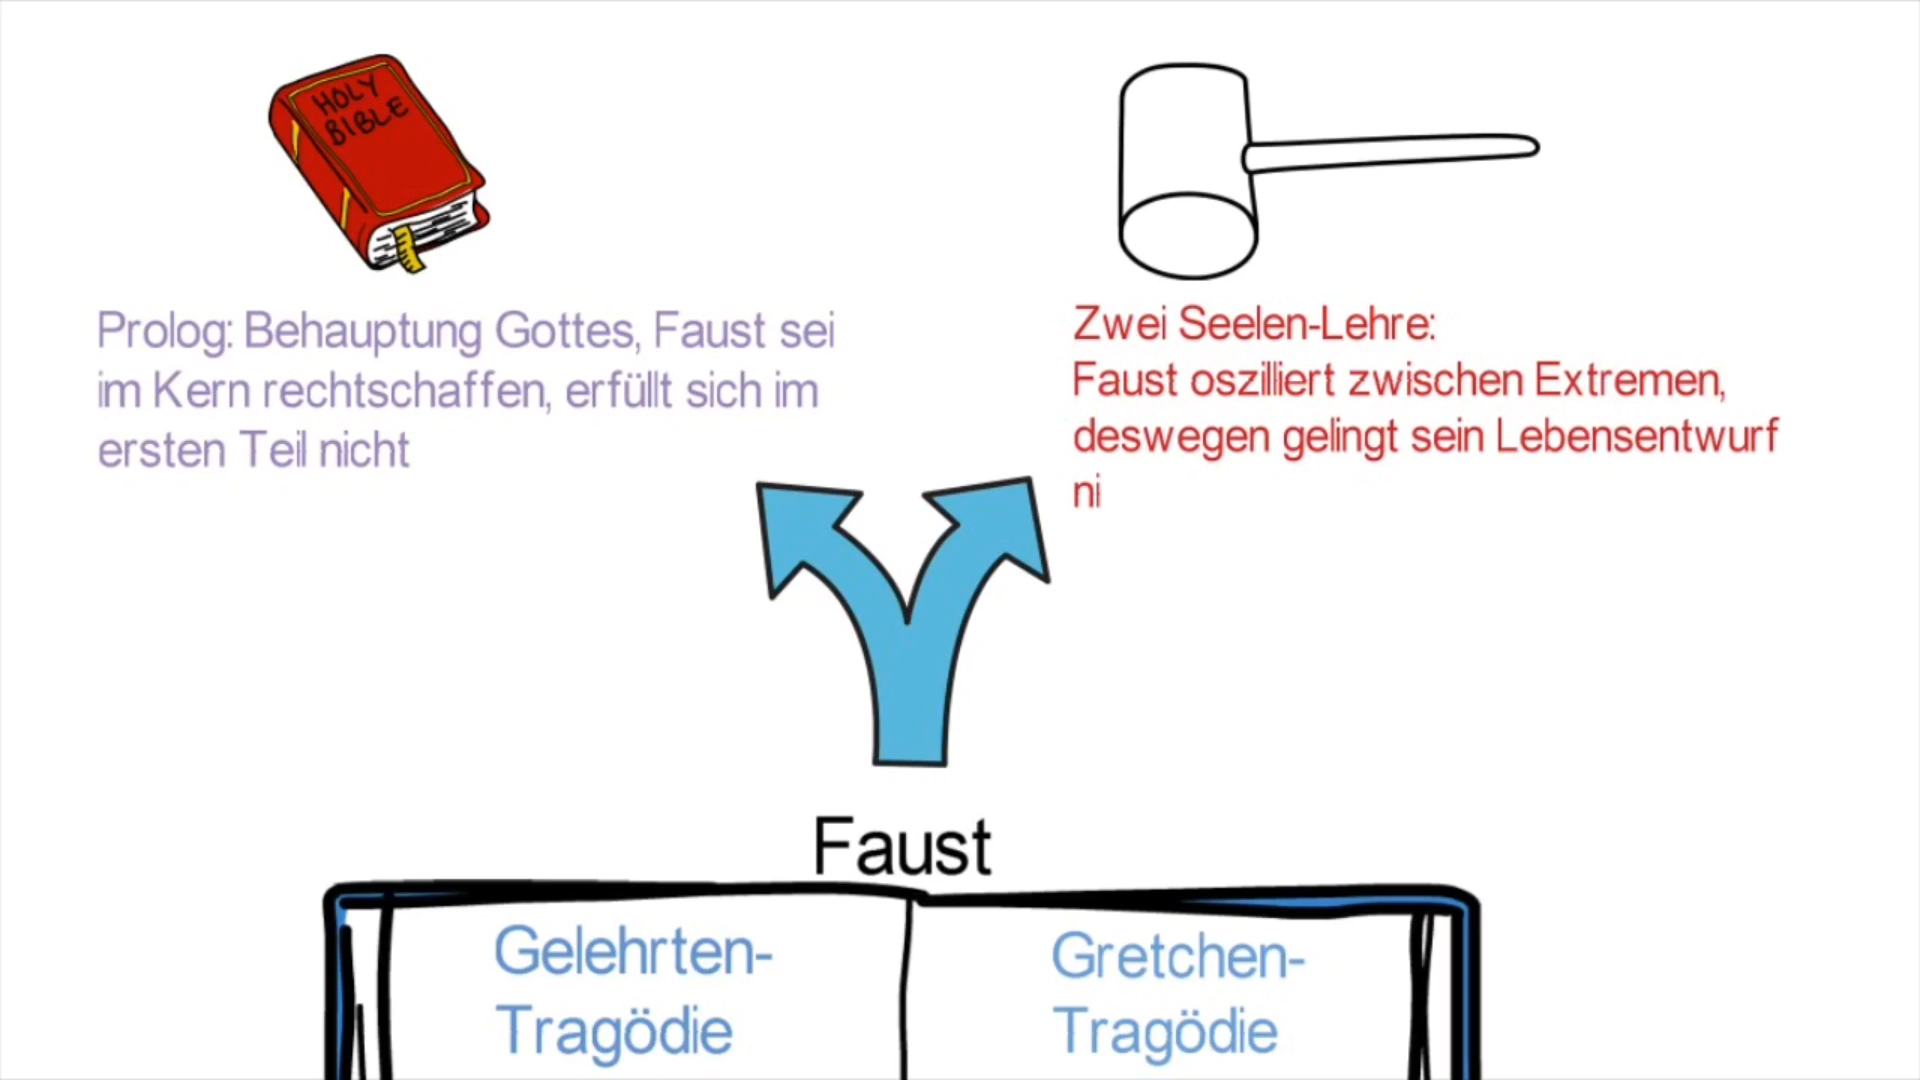 HOLY
BIBLE
Prolog: Behauptung Gottes, Faust sei
im Kern rechtschaffen, erfüllt sich im
ersten Teil nicht
Zwei Seelen-Lehre:
Faust oszilliert zwischen Extremen,
deswegen gelingt sein Lebensentwurf
ni
Faust
Gelehrten-
Tragödie
Gretchen-
Tragödie